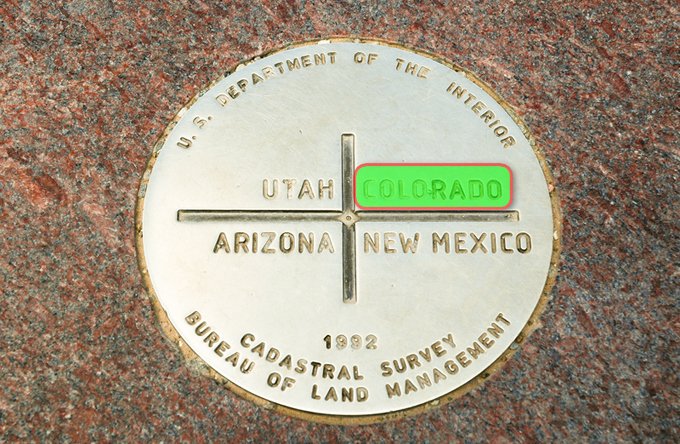 U. S. DEPARTMENT OF THE INTERIOR
UTAH COLORADO
ARIZONA NEW MEXICO
1992
CADASTRAL SURVEY
BUREAU OF LAND MANAGEMENT